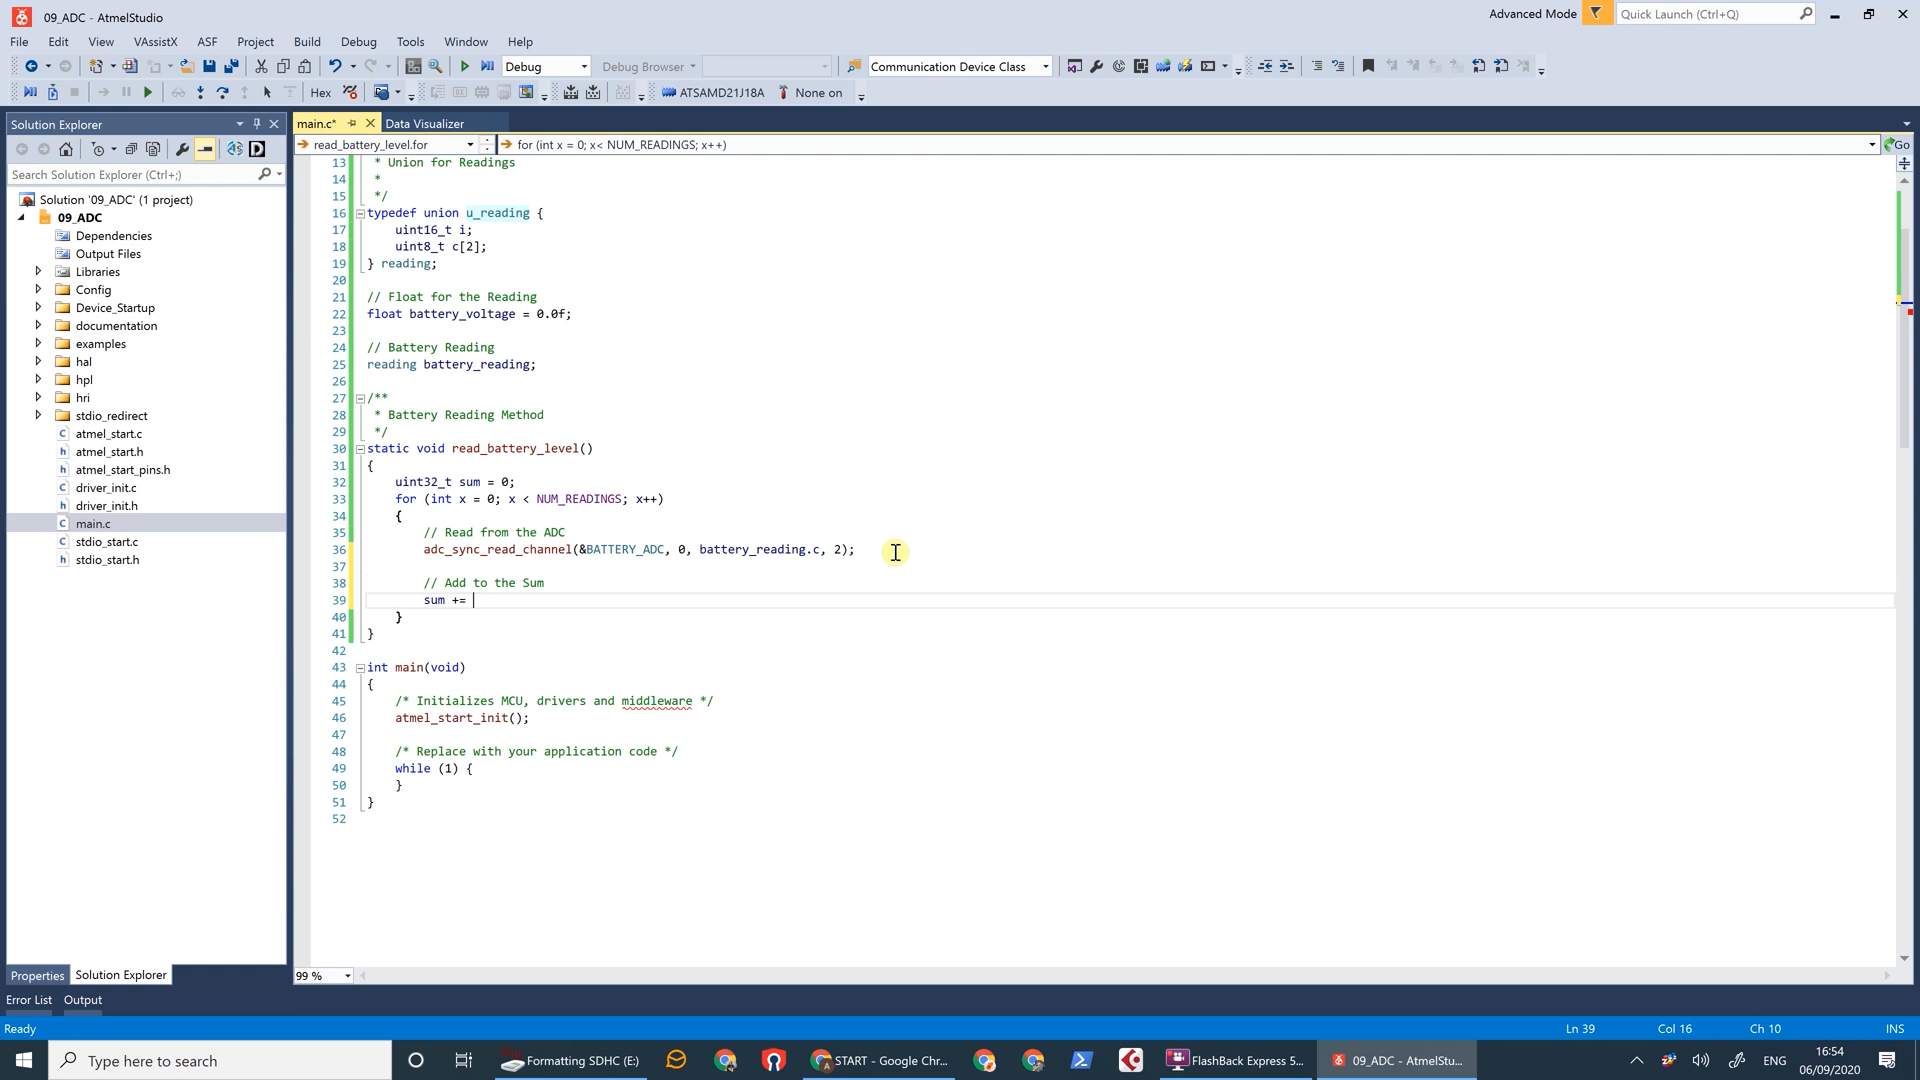 09_ADC - AtmelStudio
Advanced Mode
Quick Launch (Ctrl+Q)
File Edit View VAssistX ASF Project Build Debug Tools Window Help
Debug
Debug Browser
Communication Device Class
Hex
ATSAMD21J18A
None on
Solution Explorer
main.c*
Data Visualizer
read_battery_level.for
for (int x = 0; x< NUM_READINGS; x++)
Go
Search Solution Explorer (Ctrl+;)
Solution '09_ADC' (1 project)
09_ADC
Dependencies
Output Files
Libraries
Config
Device_Startup
documentation
examples
hal
hpl
hri
stdio_redirect
atmel_start.c
atmel_start.h
atmel_start_pins.h
driver_init.c
driver_init.h
main.c
stdio_start.c
stdio_start.h
13 * Union for Readings
14 *
15 */
16 typedef union u_reading {
17 uint16_t i;
18 uint8_t c[2];
19 } reading;
20
21 // Float for the Reading
22 float battery_voltage = 0.0f;
23
24 // Battery Reading
25 reading battery_reading;
26
27 /**
28 * Battery Reading Method
29 */
30 static void read_battery_level()
31 {
32 uint32_t sum = 0;
33 for (int x = 0; x < NUM_READINGS; x++)
34 {
35 // Read from the ADC
36 adc_sync_read_channel(&BATTERY_ADC, 0, battery_reading.c, 2);
37
38 // Add to the Sum
39 sum +=
40 }
41 }
42
43 int main(void)
44 {
45 /* Initializes MCU, drivers and middleware */
46 atmel_start_init();
47
48 /* Replace with your application code */
49 while (1) {
50 }
51 }
52
99 %
Properties
Solution Explorer
Error List
Output
Ready
Ln 39
Col 16
Ch 10
INS
Type here to search
Formatting SDHC (E:)
START - Google Chr...
FlashBack Express 5...
09_ADC - AtmelStu...
ENG
16:54
06/09/2020